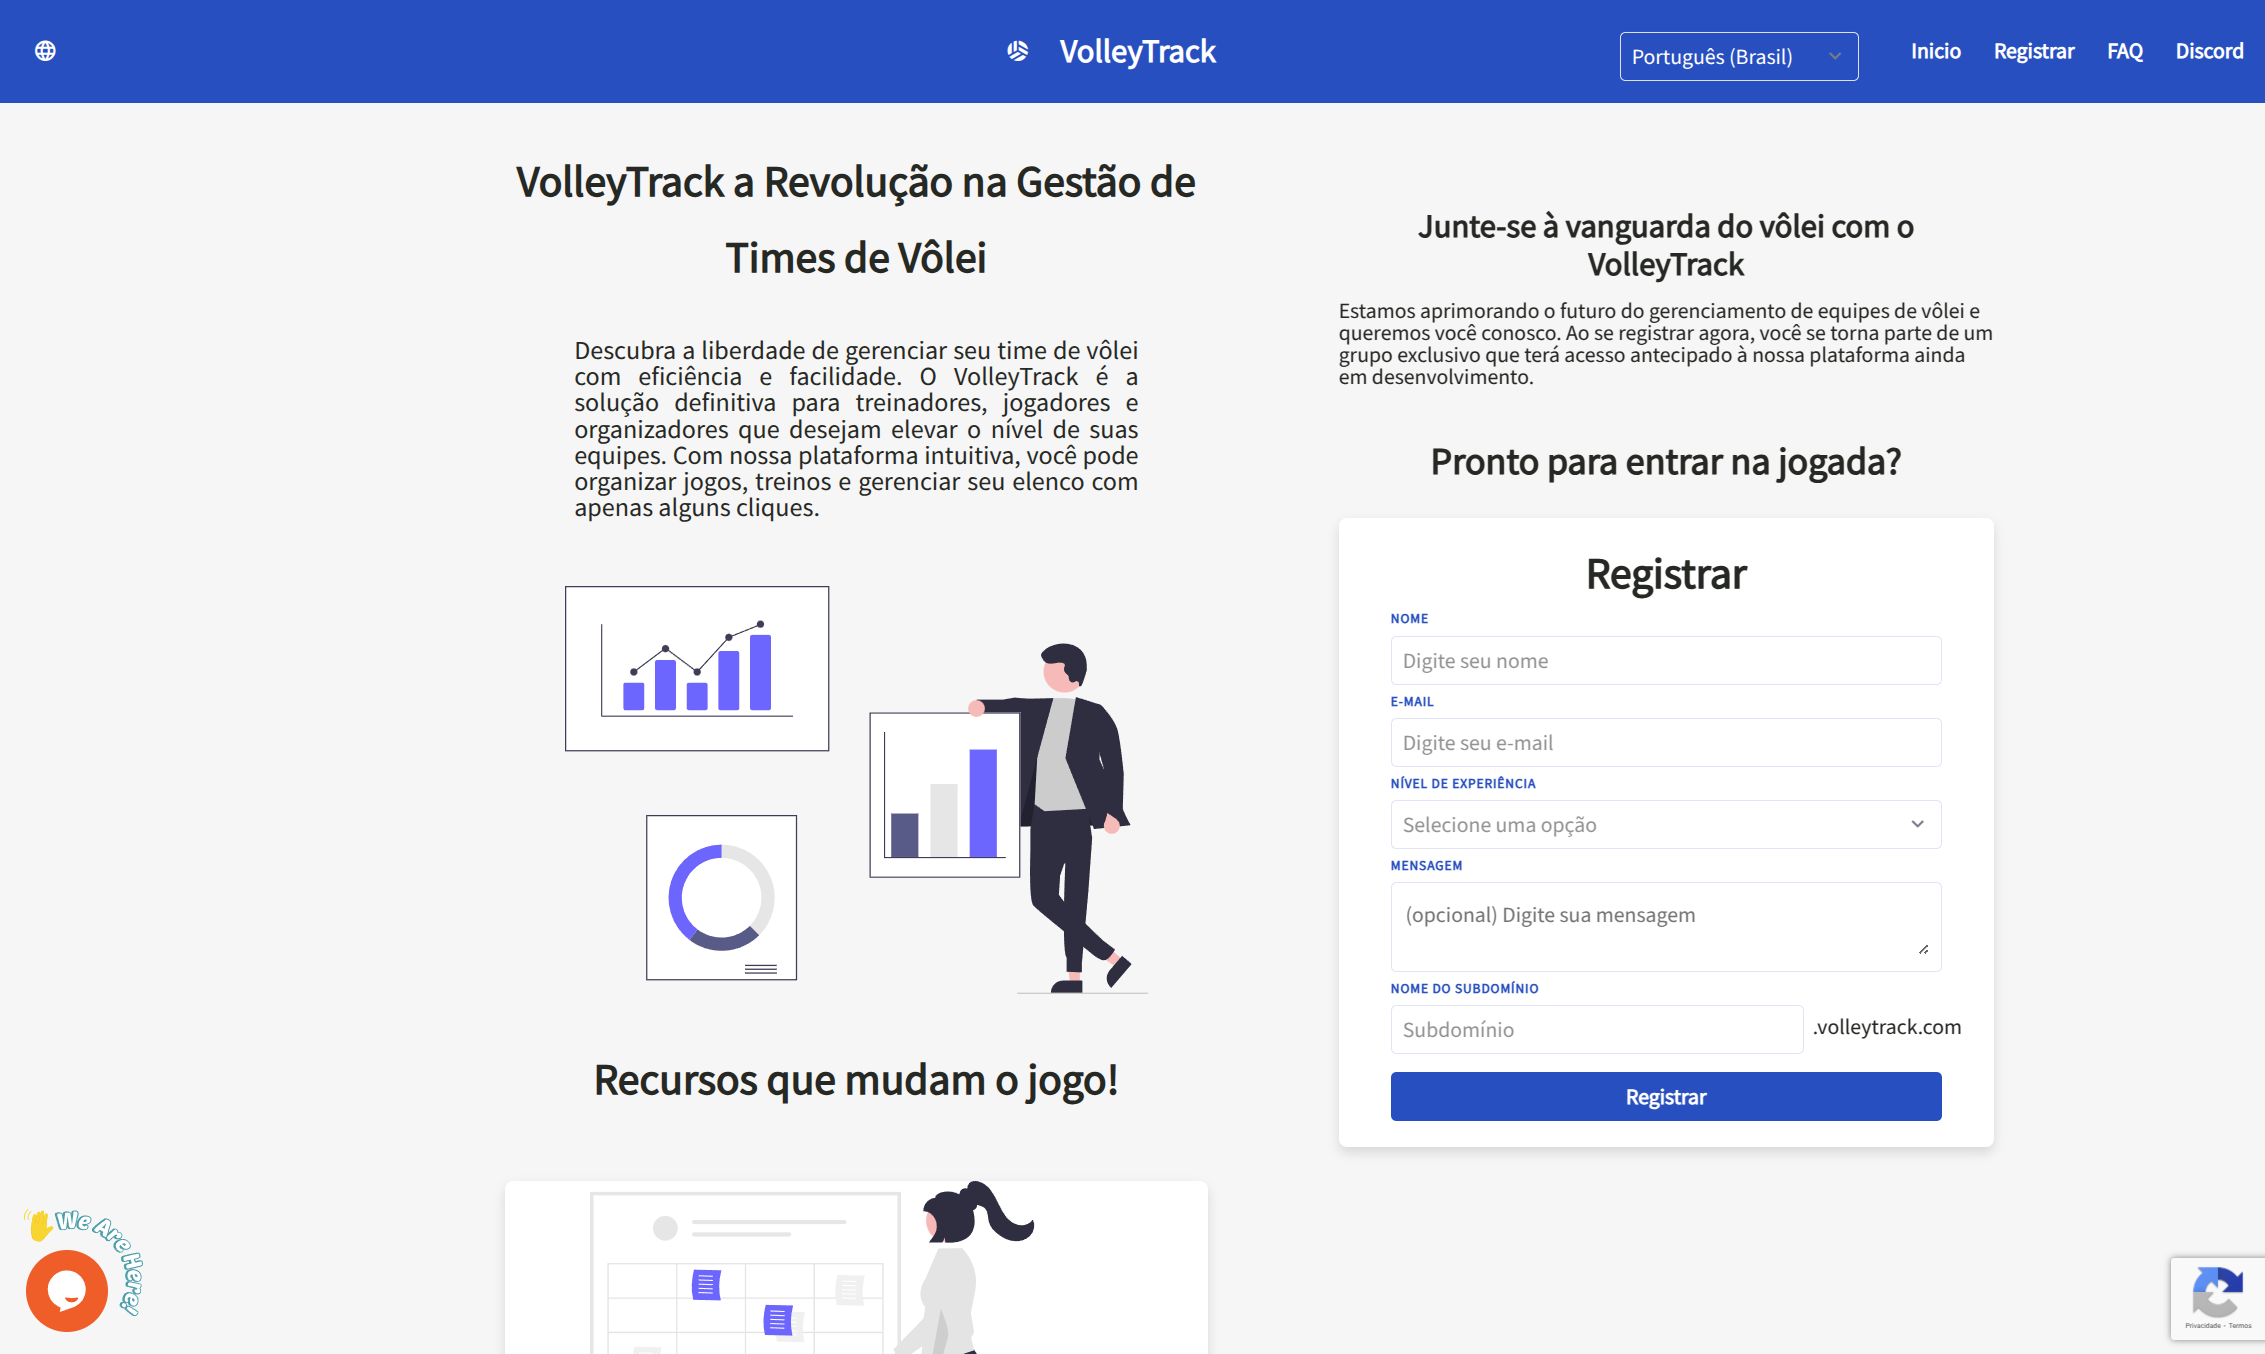 VolleyTrack
Português (Brasil)
Inicio
Registrar
FAQ
Discord
VolleyTrack a Revolução na Gestão de
Times de Vôlei
Descubra a liberdade de gerenciar seu time de vôlei
com eficiência e facilidade. O VolleyTrack é a
solução definitiva para treinadores, jogadores e
organizadores que desejam elevar o nível de suas
equipes. Com nossa plataforma intuitiva, você pode
organizar jogos, treinos e gerenciar seu elenco com
apenas alguns cliques.
Recursos que mudam o jogo!
Junte-se à vanguarda do vôlei com o
VolleyTrack
Estamos aprimorando o futuro do gerenciamento de equipes de vôlei e
queremos você conosco. Ao se registrar agora, você se torna parte de um
grupo exclusivo que terá acesso antecipado à nossa plataforma ainda
em desenvolvimento.
Pronto para entrar na jogada?
Registrar
NOME
Digite seu nome
E-MAIL
Digite seu e-mail
NÍVEL DE EXPERIÊNCIA
Selecione uma opção
MENSAGEM
(opcional) Digite sua mensagem
NOME DO SUBDOMÍNIO
Subdomínio
.volleytrack.com
Registrar
We Are Here!
Privacidade - Termos